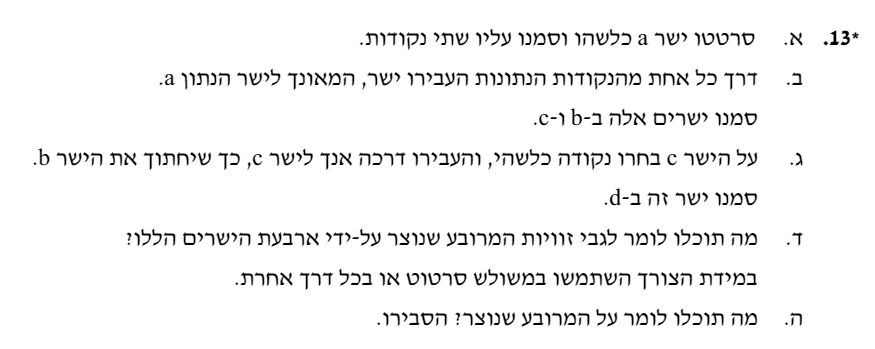 *13. א. סרטטו ישר a כלשהו וסמנו עליו שתי נקודות.
ב. דרך כל אחת מהנקודות הנתונות העבירו ישר, המאונך לישר הנתון a.
סמנו ישרים אלה ב-b ו-c.
ג. על הישר c בחרו נקודה כלשהי, והעבירו דרכה אנך לישר c, כך שיחתוך את הישר b.
סמנו ישר זה ב-d.
ד. מה תוכלו לומר לגבי זוויות המרובע שנוצר על-ידי ארבעת הישרים הללו?
במידת הצורך השתמשו במשולש סרטוט או בכל דרך אחרת.
ה. מה תוכלו לומר על המרובע שנוצר? הסבירו.